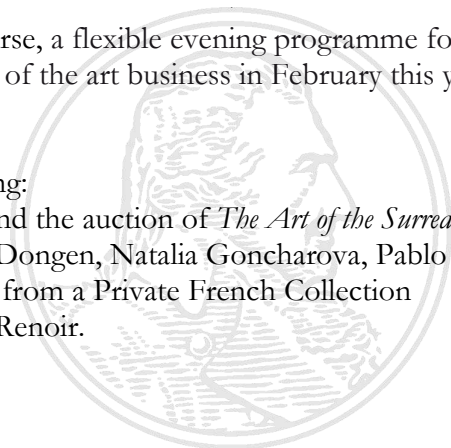 rse, a flexible evening programme fo
of the art business in February this y
ng:
nd the auction of The Art of the Surrea
Dongen, Natalia Goncharova, Pablo
from a Private French Collection
Renoir.